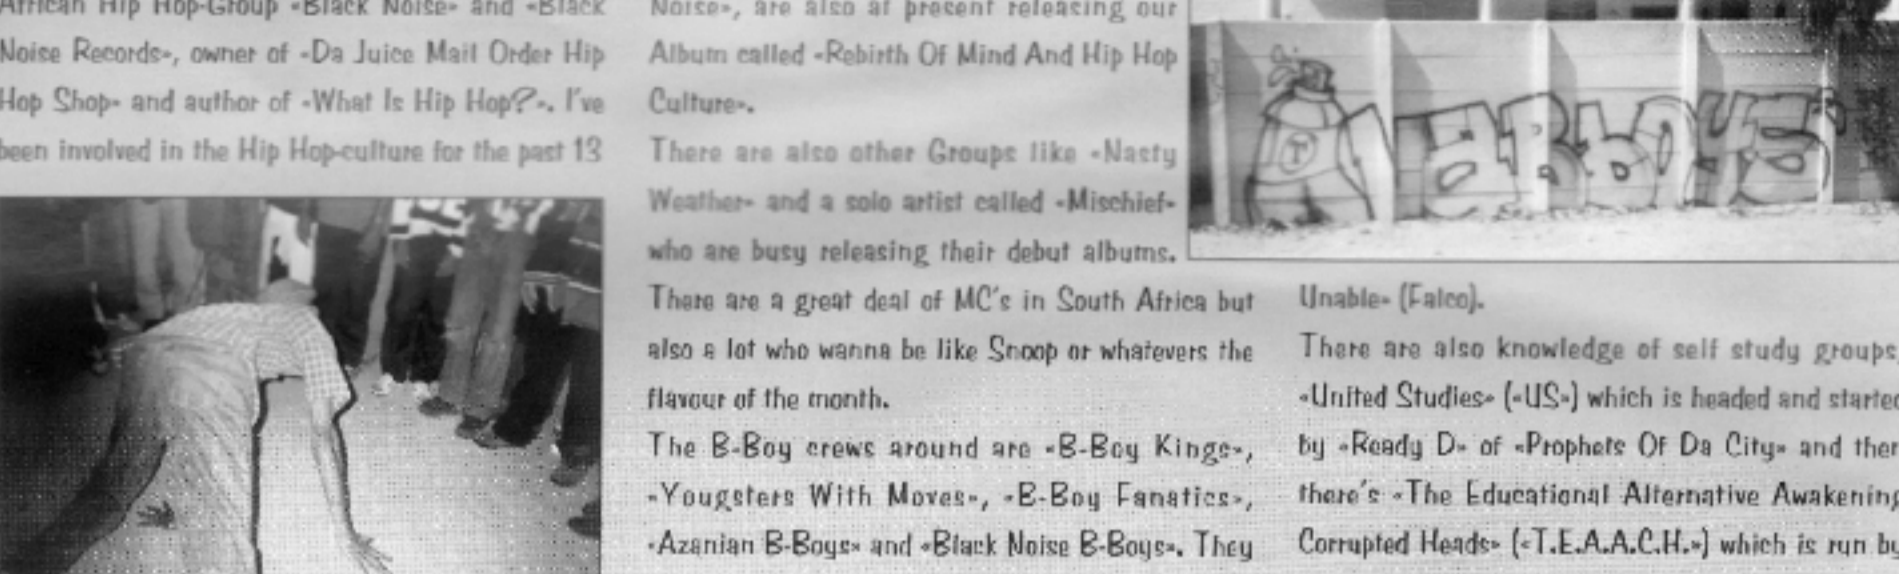 African Hip Hop-Group «Black Noise» and «Black
Noise Records», owner of «Da Juice Mail Order Hip
Hop Shop» and author of «What Is Hip Hop?». I've
been involved in the Hip Hop-culture for the past 13
Noise», are also at present releasing our
Album called «Rebirth Of Mind And Hip Hop
Culture».
There are also other Groups like «Nasty
Weather» and a solo artist called «Mischief»
who are busy releasing their debut albums.
There are a great deal of MC's in South Africa but
also a lot who wanna be like Snoop or whatevers the
flavour of the month.
The B-Boy crews around are «B-Boy Kings»,
«Yougsters With Moves», «B-Boy Fanatics»,
«Azanian B-Boys» and «Black Noise B-Boys». They
Unable» (Falco).
There are also knowledge of self study groups
«United Studies» («US») which is headed and started
by «Ready D» of «Prophets Of Da City» and then
there's «The Educational Alternative Awakening
Corrupted Heads» («T.E.A.A.C.H.») which is run by